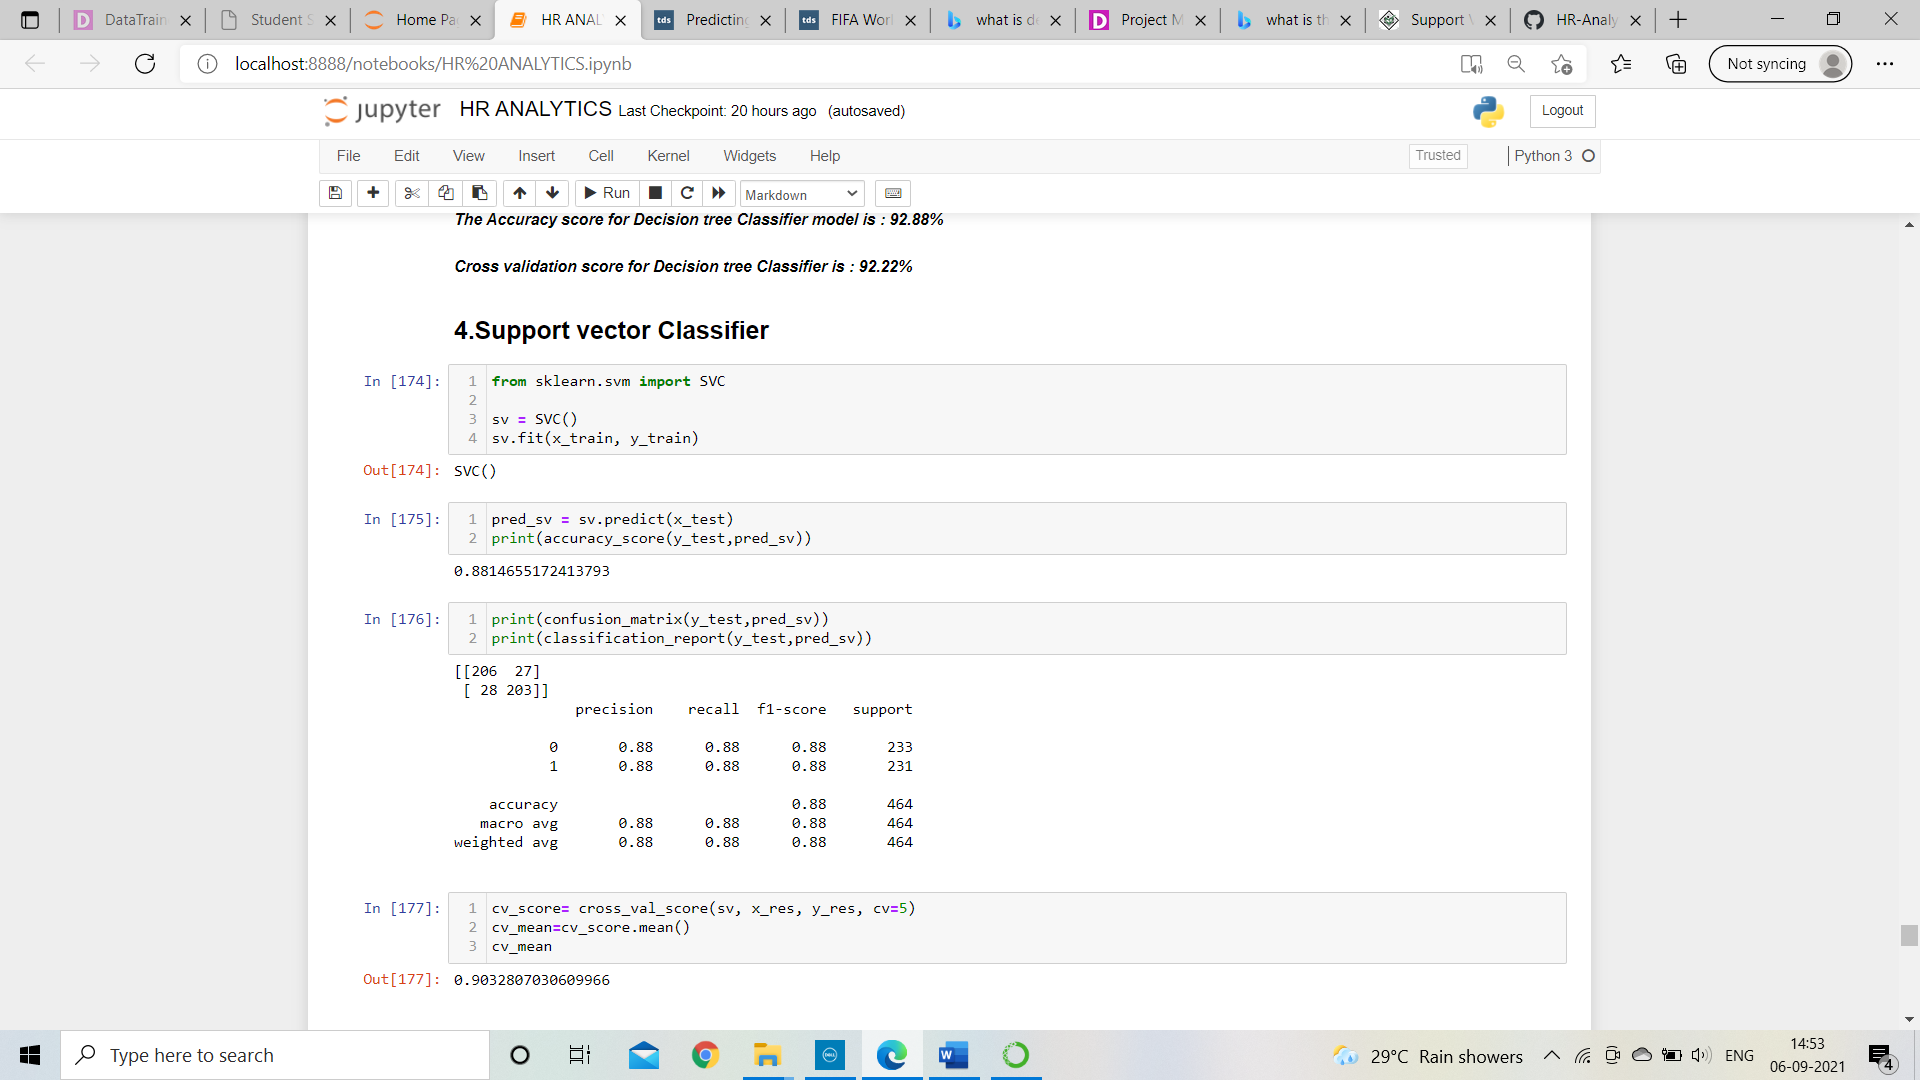 DataTrain
Student S
Home Pa
HR ANAL
tds Predicting
tds FIFA Worl
what is de
Project M
what is th
Support V
HR-Analy
localhost:8888/notebooks/HR%20ANALYTICS.ipynb
Not syncing
jupyter HR ANALYTICS Last Checkpoint: 20 hours ago (autosaved)
Logout
File Edit View Insert Cell Kernel Widgets Help
Trusted
Python 3
Run
Markdown
The Accuracy score for Decision tree Classifier model is : 92.88%
Cross validation score for Decision tree Classifier is : 92.22%
4.Support vector Classifier
In [174]:
1 from sklearn.svm import SVC
2
3 sv = SVC()
4 sv.fit(x_train, y_train)
Out[174]: SVC()
In [175]:
1 pred_sv = sv.predict(x_test)
2 print(accuracy_score(y_test,pred_sv))
0.8814655172413793
In [176]:
1 print(confusion_matrix(y_test,pred_sv))
2 print(classification_report(y_test,pred_sv))
[[206 27]
[ 28 203]]
precision recall f1-score support
0 0.88 0.88 0.88 233
1 0.88 0.88 0.88 231
accuracy 0.88 464
macro avg 0.88 0.88 0.88 464
weighted avg 0.88 0.88 0.88 464
In [177]:
1 cv_score= cross_val_score(sv, x_res, y_res, cv=5)
2 cv_mean=cv_score.mean()
3 cv_mean
Out[177]: 0.9032807030609966
Type here to search
29°C Rain showers
ENG
14:53
06-09-2021
4